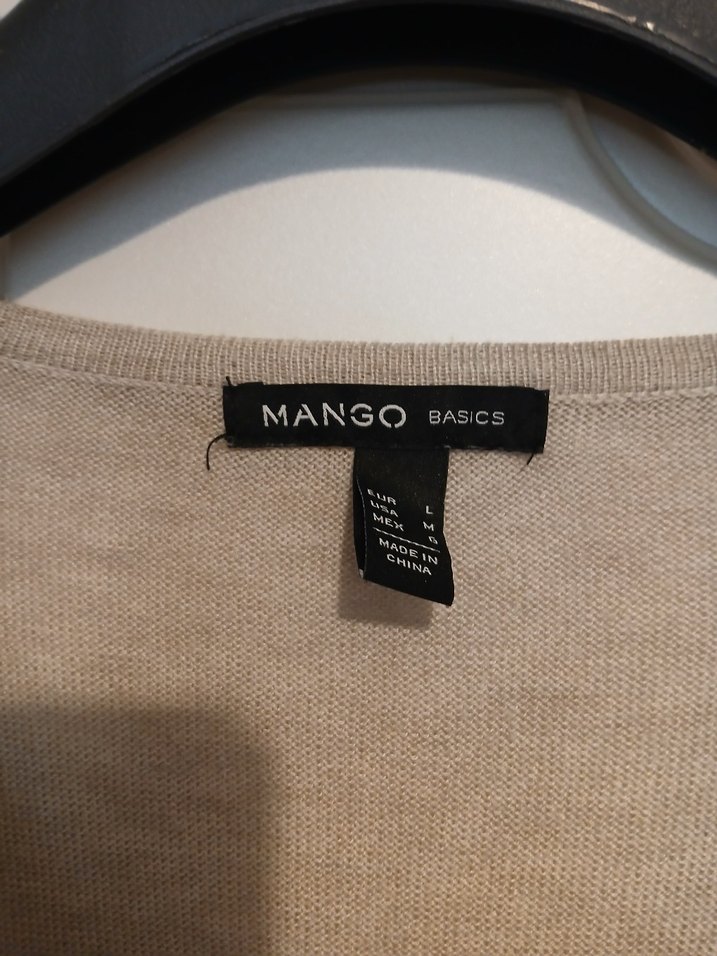 MANGO BASICS
EUR L
USA M
MEX G
MADE IN
CHINA